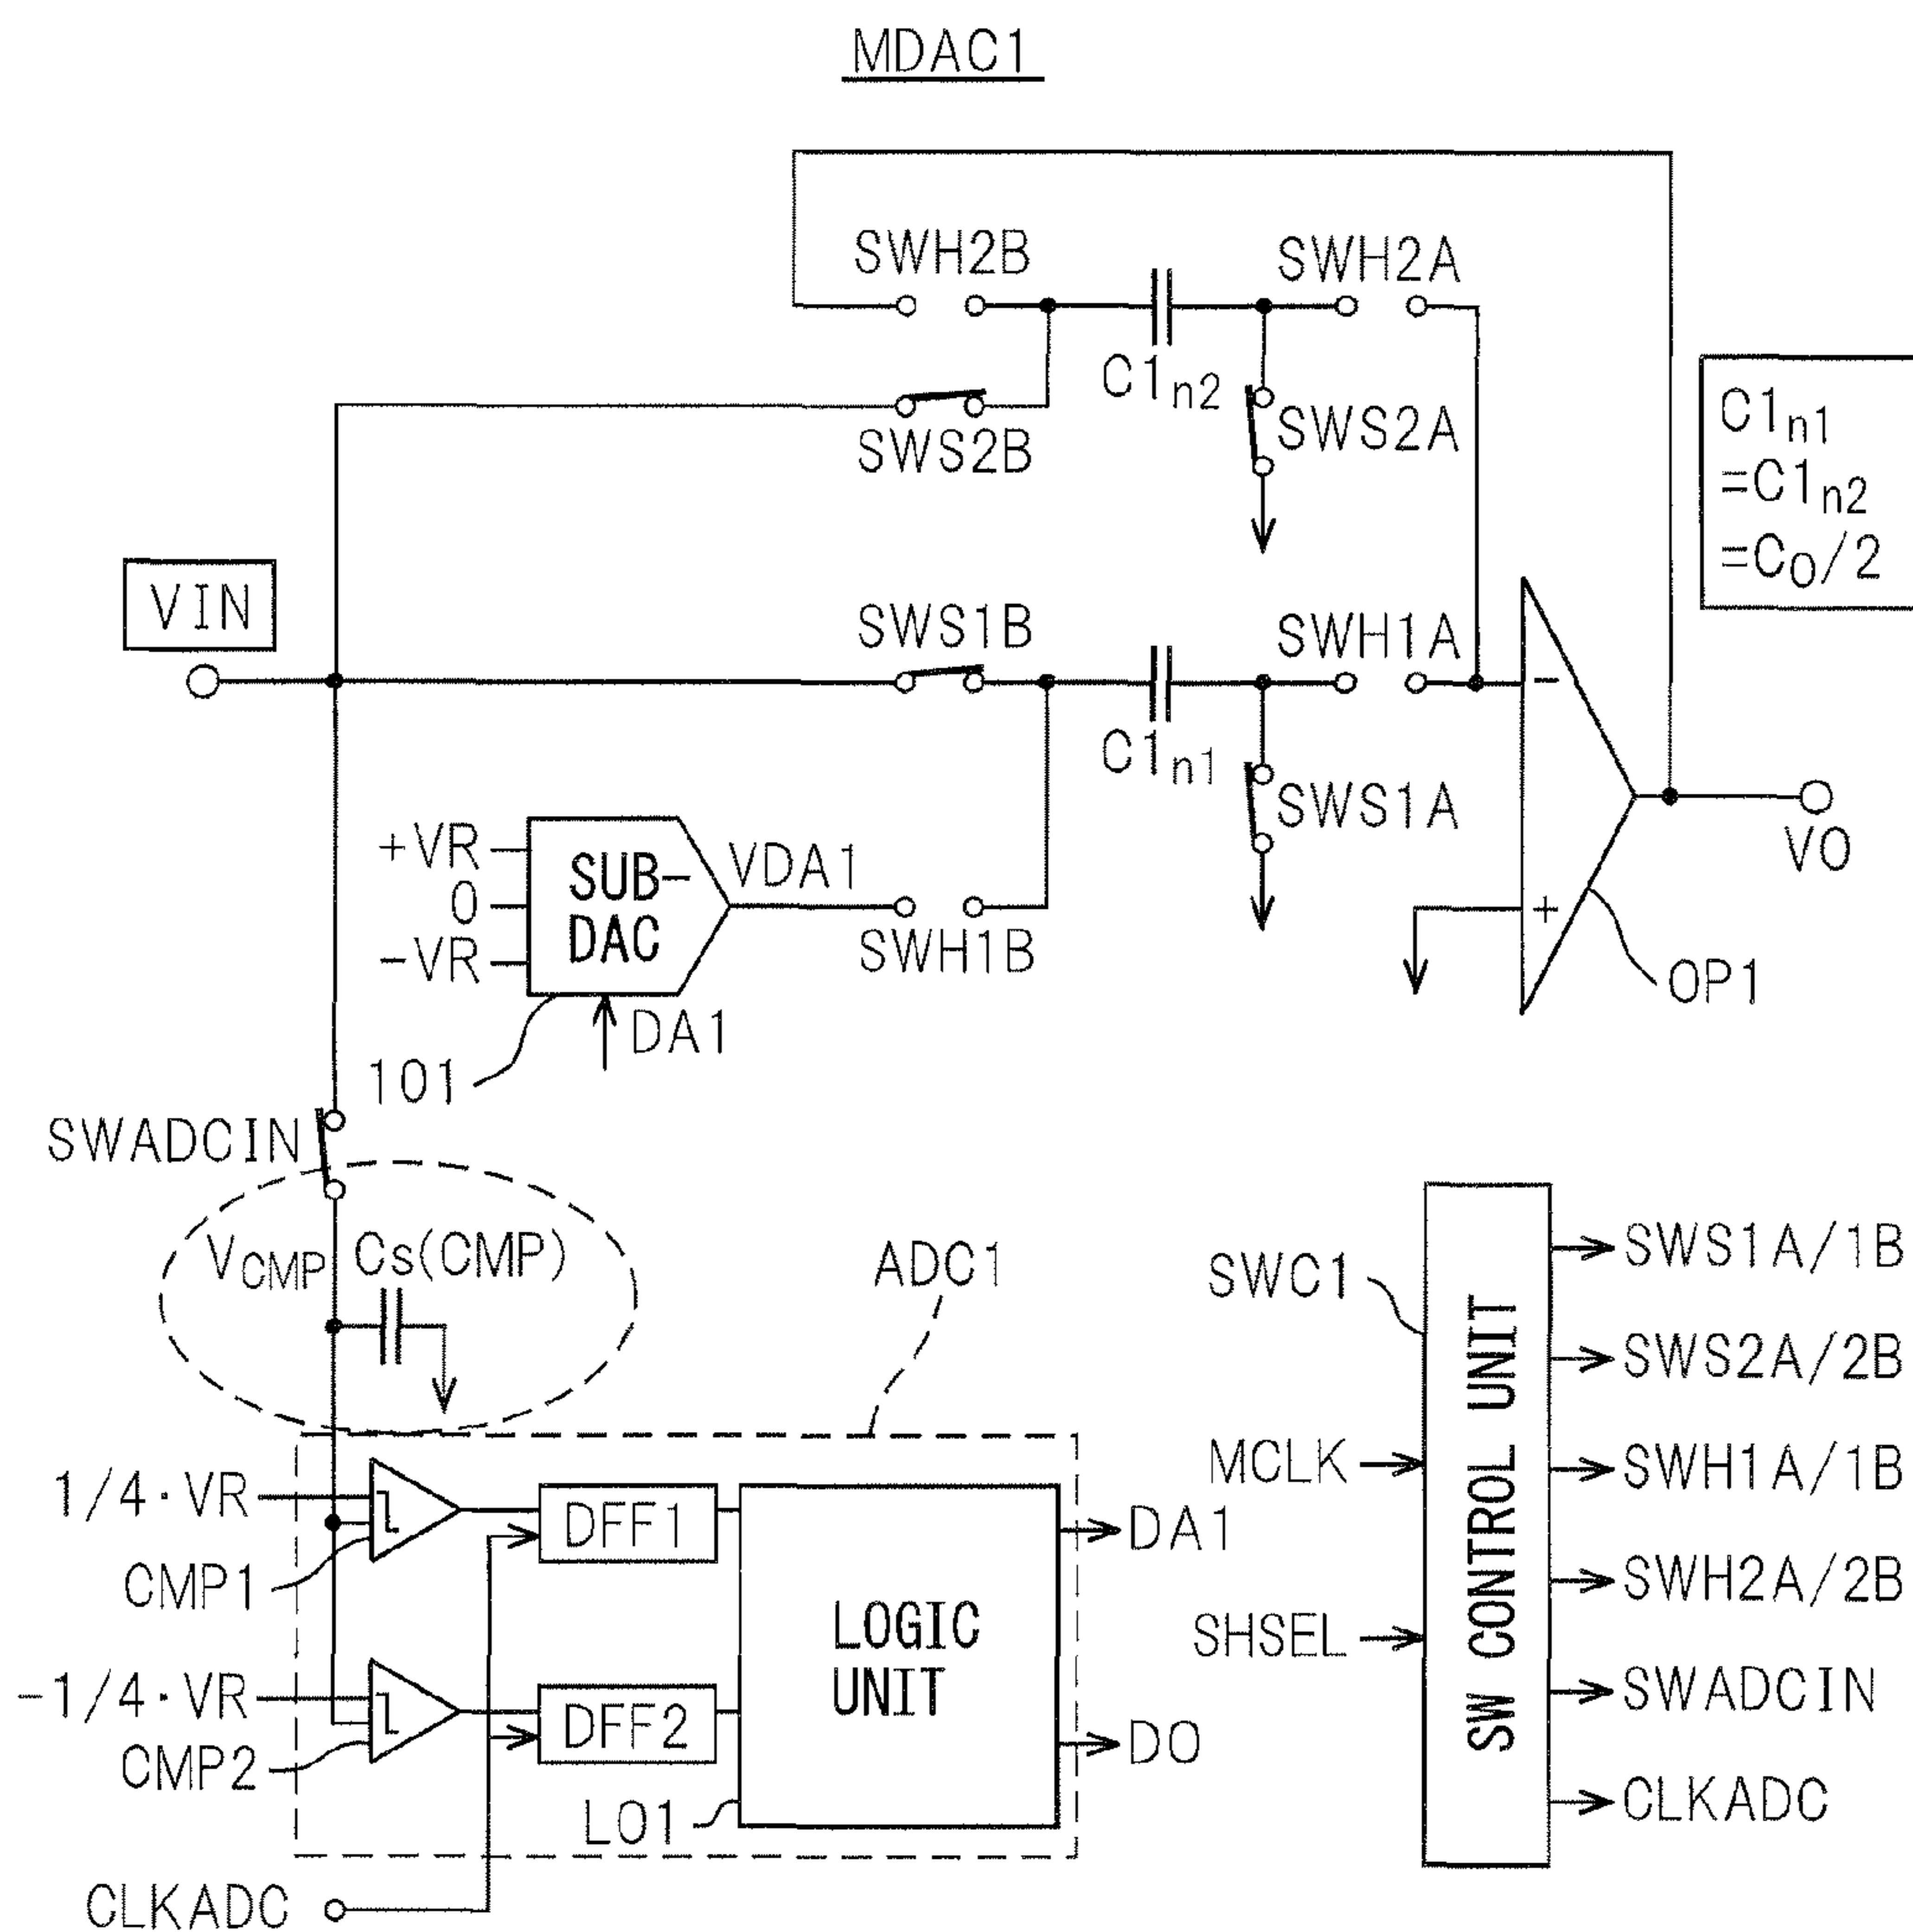 MDAC1
SWH2B
SWH2A
C1n2
SWS2B
SWS2A
C1n1
=C1n2
=C0/2
VIN
SWS1B
SWH1A
-
C1n1
SWS1A
VO
+VR
0
-VR
SUB-
DAC
VDA1
SWH1B
+
OP1
DA1
101
SWADCIN
VCMP
Cs(CMP)
ADC1
1/4·VR
CMP1
DFF1
DA1
-1/4·VR
CMP2
DFF2
LOGIC
UNIT
DO
LO1
CLKADC
SWC1
MCLK
SHSEL
SW CONTROL UNIT
SWS1A/1B
SWS2A/2B
SWH1A/1B
SWH2A/2B
SWADCIN
CLKADC